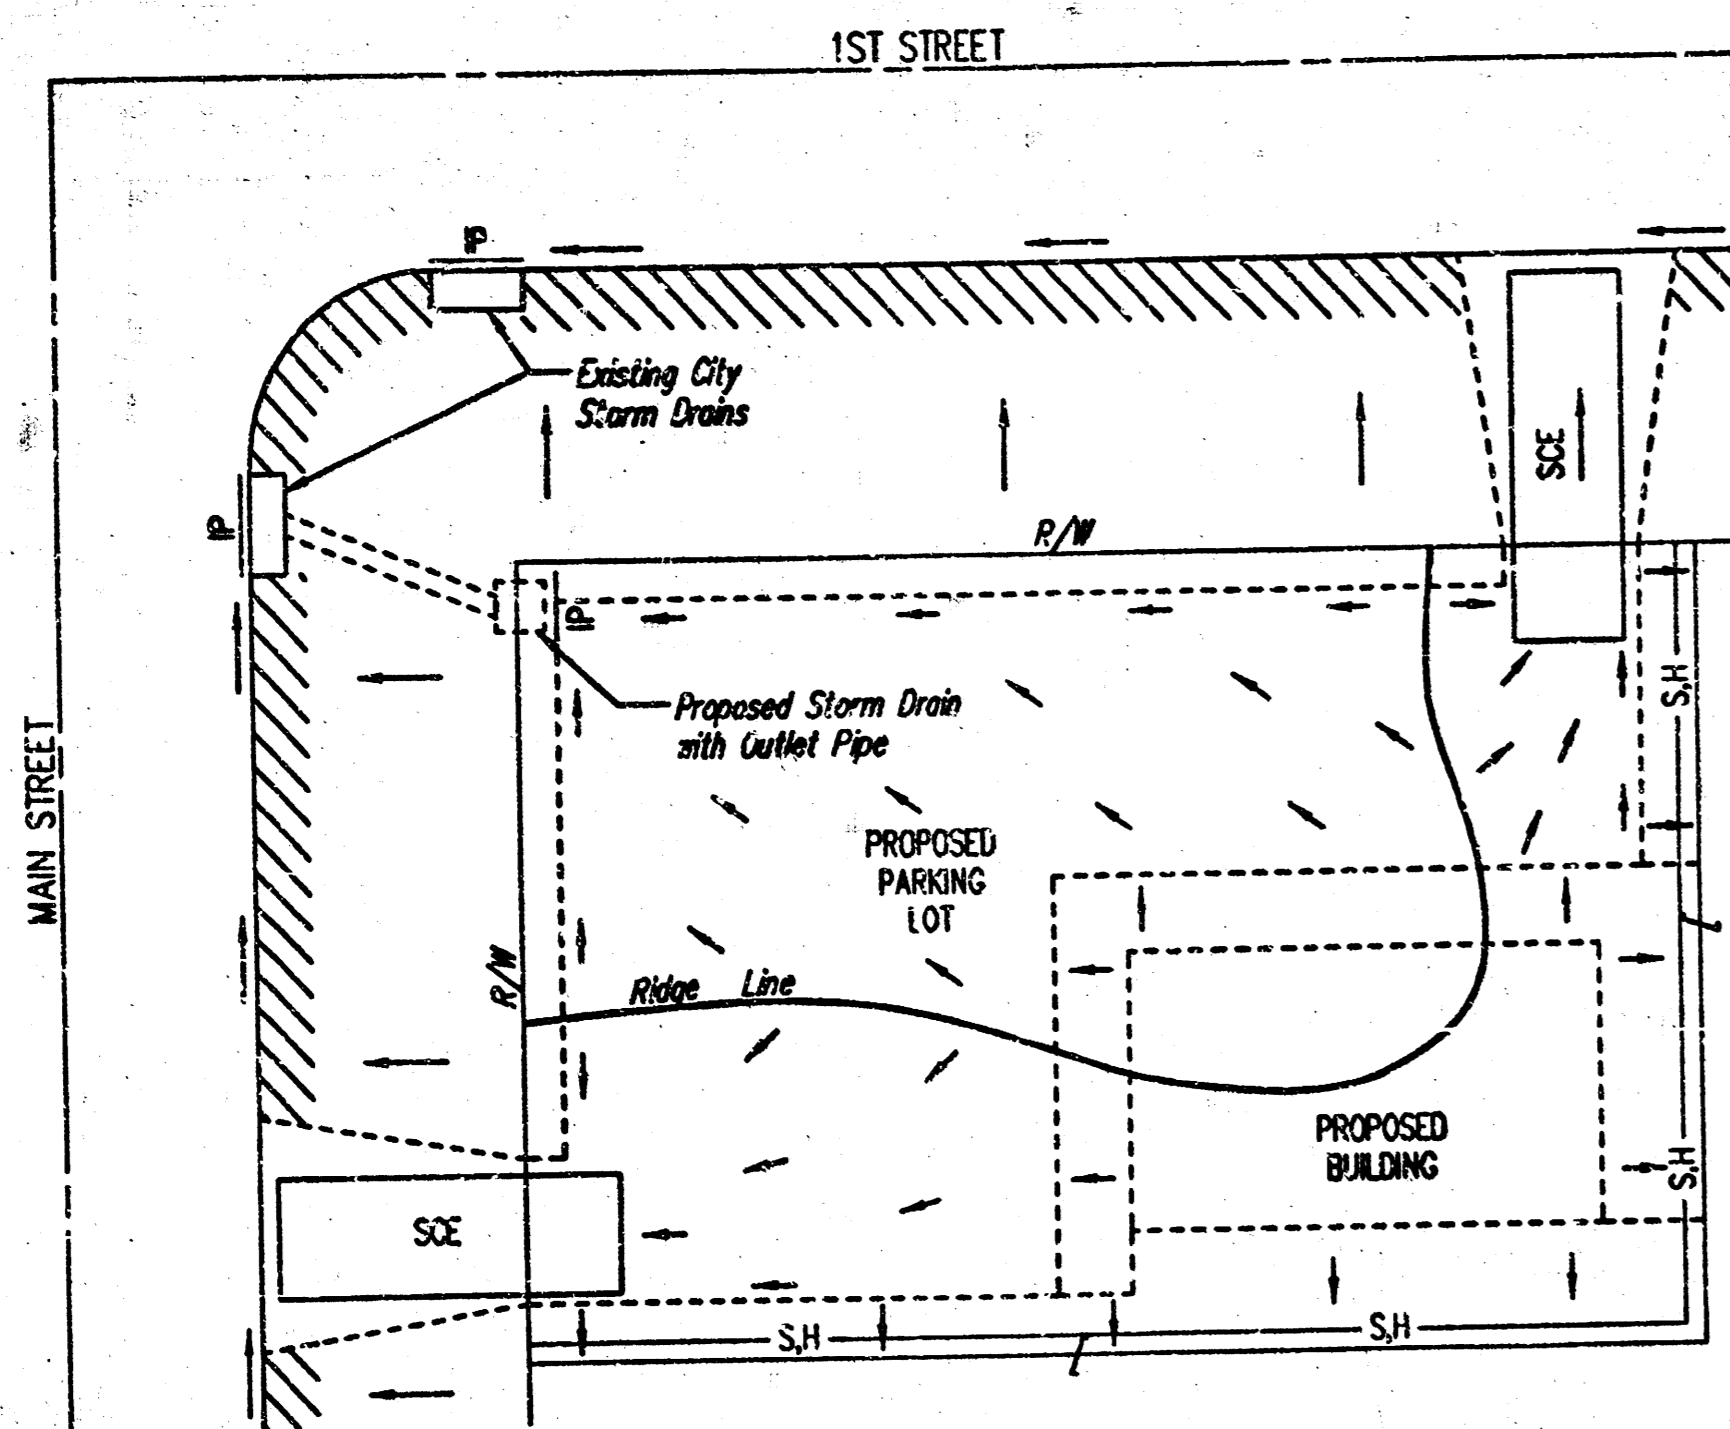 1ST STREET
IP
Existing City
Storm Drains
SCE
IP
R/W
IP
S,H
Proposed Storm Drain
with Outlet Pipe
MAIN STREET
PROPOSED
PARKING
LOT
R/W
Ridge Line
PROPOSED
BUILDING
S,H
SCE
S,H
S,H